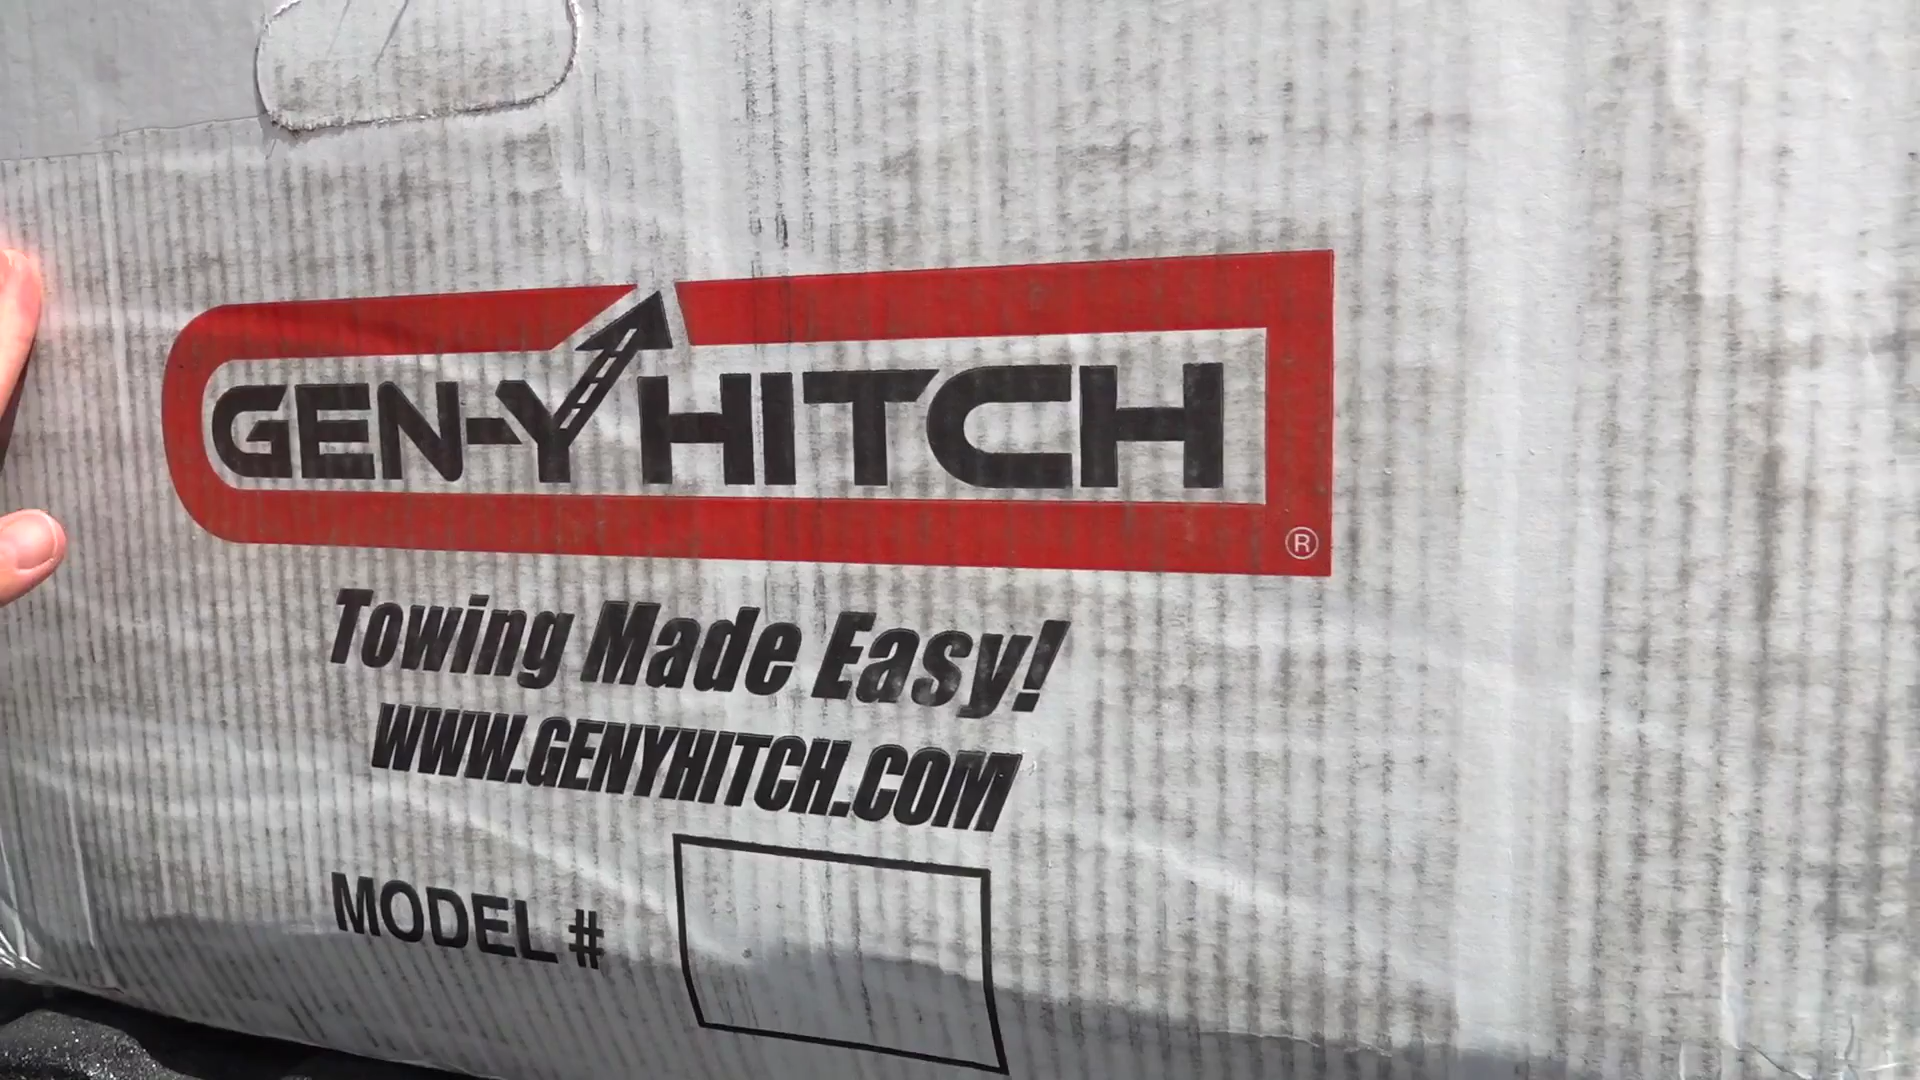 GEN-Y HITCH
®
Towing Made Easy!
WWW.GENYHITCH.COM
MODEL #